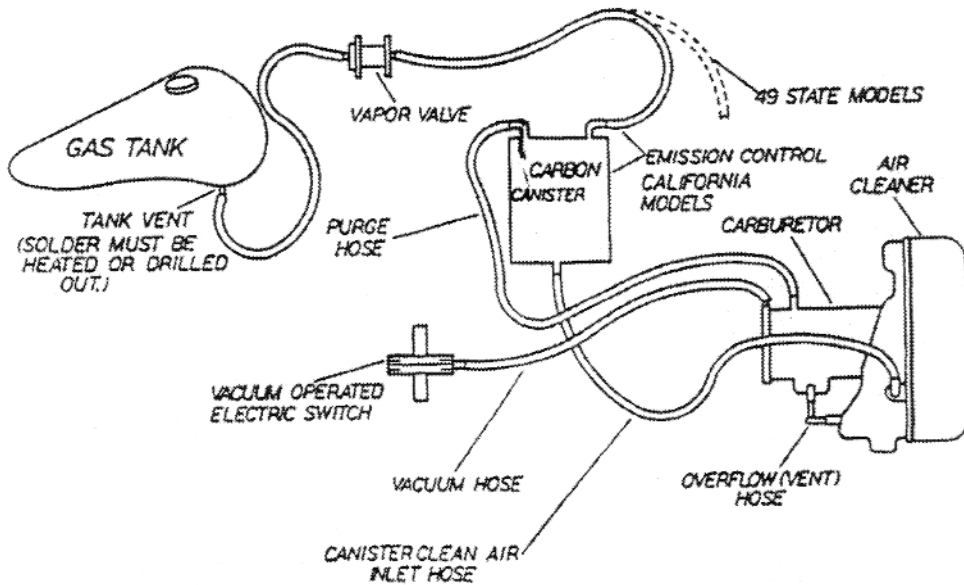 VAPOR VALVE
49 STATE MODELS
GAS TANK
TANK VENT
(SOLDER MUST BE
HEATED OR DRILLED
OUT.)
CARBON
CANISTER
EMISSION CONTROL
CALIFORNIA
MODELS
AIR
CLEANER
PURGE
HOSE
CARBURETOR
VACUUM OPERATED
ELECTRIC SWITCH
VACUUM HOSE
OVERFLOW (VENT)
HOSE
CANISTER CLEAN AIR
INLET HOSE